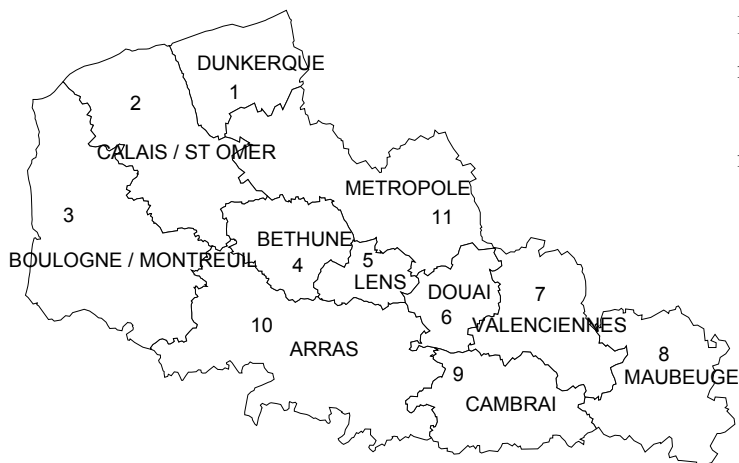 DUNKERQUE
1
2
CALAIS / ST OMER
METROPOLE
11
3
BOULOGNE / MONTREUIL
BETHUNE
4
5
LENS
DOUAI
6
7
VALENCIENNES
10
ARRAS
8
MAUBEUGE
9
CAMBRAI